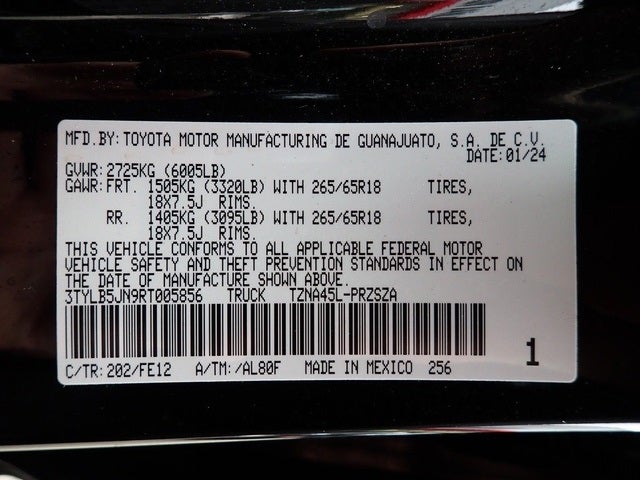 MFD.BY: TOYOTA MOTOR MANUFACTURING DE GUANAJUATO, S.A. DE C.V.
DATE: 01/24
GVWR: 2725KG (6005LB)
GAWR: FRT. 1505KG (3320LB) WITH 265/65R18 TIRES,
18X7.5J RIMS.
RR. 1405KG (3095LB) WITH 265/65R18 TIRES,
18X7.5J RIMS.
THIS VEHICLE CONFORMS TO ALL APPLICABLE FEDERAL MOTOR
VEHICLE SAFETY AND THEFT PREVENTION STANDARDS IN EFFECT ON
THE DATE OF MANUFACTURE SHOWN ABOVE.
3TYLB5JN9RT005856 TRUCK TZNA45L-PRZSZA
1
C/TR: 202/FE12 A/TM: /AL80F MADE IN MEXICO 256